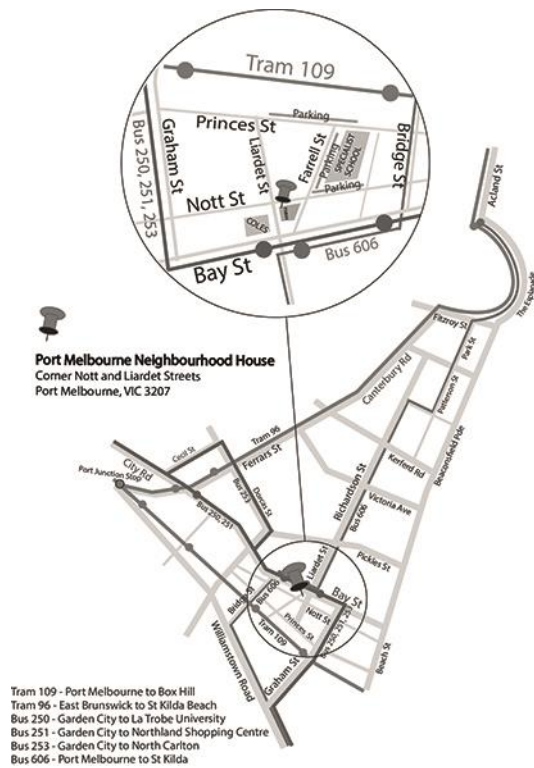 Tram 109
Parking
Princes St
Graham St
Bus 250, 251, 253
Liardet St
Farrell St
Parking
SPECIALIST
SCHOOL
Bridge St
Parking
Nott St
COLES
Bay St
Bus 606
Acland St
The Esplanade
Fitzroy St
Park St
Canterbury Rd
Patterson St
Beaconsfield Pde
Port Melbourne Neighbourhood House
Corner Nott and Liardet Streets
Port Melbourne, VIC 3207
Tram 96
Ferrars St
Cecil St
City Rd
Port Junction Stop
Bus 253
Dorcas St
Bus 250, 251
Richardson St
Kerferd Rd
Bus 606
Victoria Ave
Pickles St
Liardet St
Bridge St
Bus 606
Bay St
Nott St
Princes St
Bus 250, 251, 253
Tram 109
Graham St
Beach St
Williamstown Road
Tram 109 - Port Melbourne to Box Hill
Tram 96 - East Brunswick to St Kilda Beach
Bus 250 - Garden City to La Trobe University
Bus 251 - Garden City to Northland Shopping Centre
Bus 253 - Garden City to North Carlton
Bus 606 - Port Melbourne to St Kilda